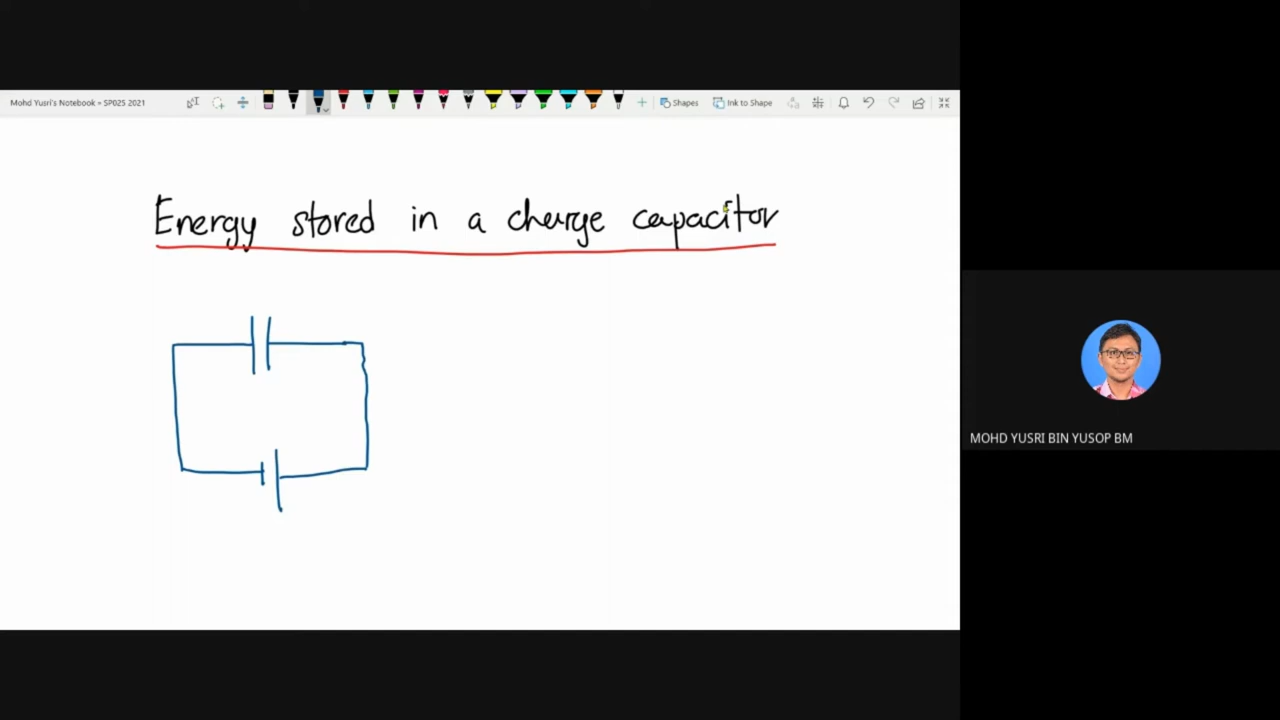 Mohd Yusri's Notebook » SP025 2021
Shapes
Ink to Shape
Energy stored in a charge capacitor
MOHD YUSRI BIN YUSOP BM